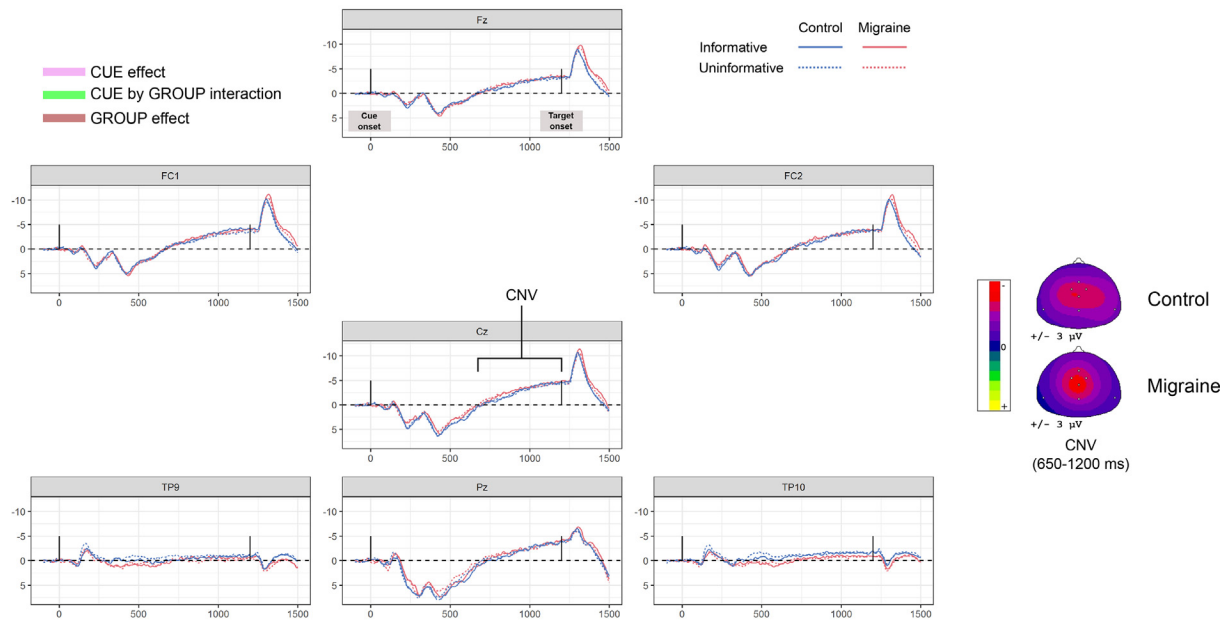 Fz
-10
-5
0
5
Cue onset
Target onset
0 500 1000 1500
Control Migraine
Informative
Uninformative
CUE effect
CUE by GROUP interaction
GROUP effect
FC1
-10
-5
0
5
0 500 1000 1500
FC2
-10
-5
0
5
0 500 1000 1500
CNV
Cz
-10
-5
0
5
0 500 1000 1500
-
0
+
Control
+/- 3 µV
Migraine
+/- 3 µV
CNV
(650-1200 ms)
TP9
-10
-5
0
5
0 500 1000 1500
Pz
-10
-5
0
5
0 500 1000 1500
TP10
-10
-5
0
5
0 500 1000 1500